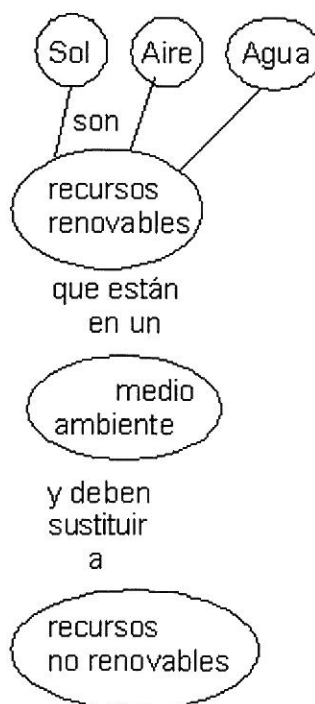 Sol Aire Agua
son
recursos
renovables
que están
en un
medio
ambiente
y deben
sustituir
a
recursos
no renovables